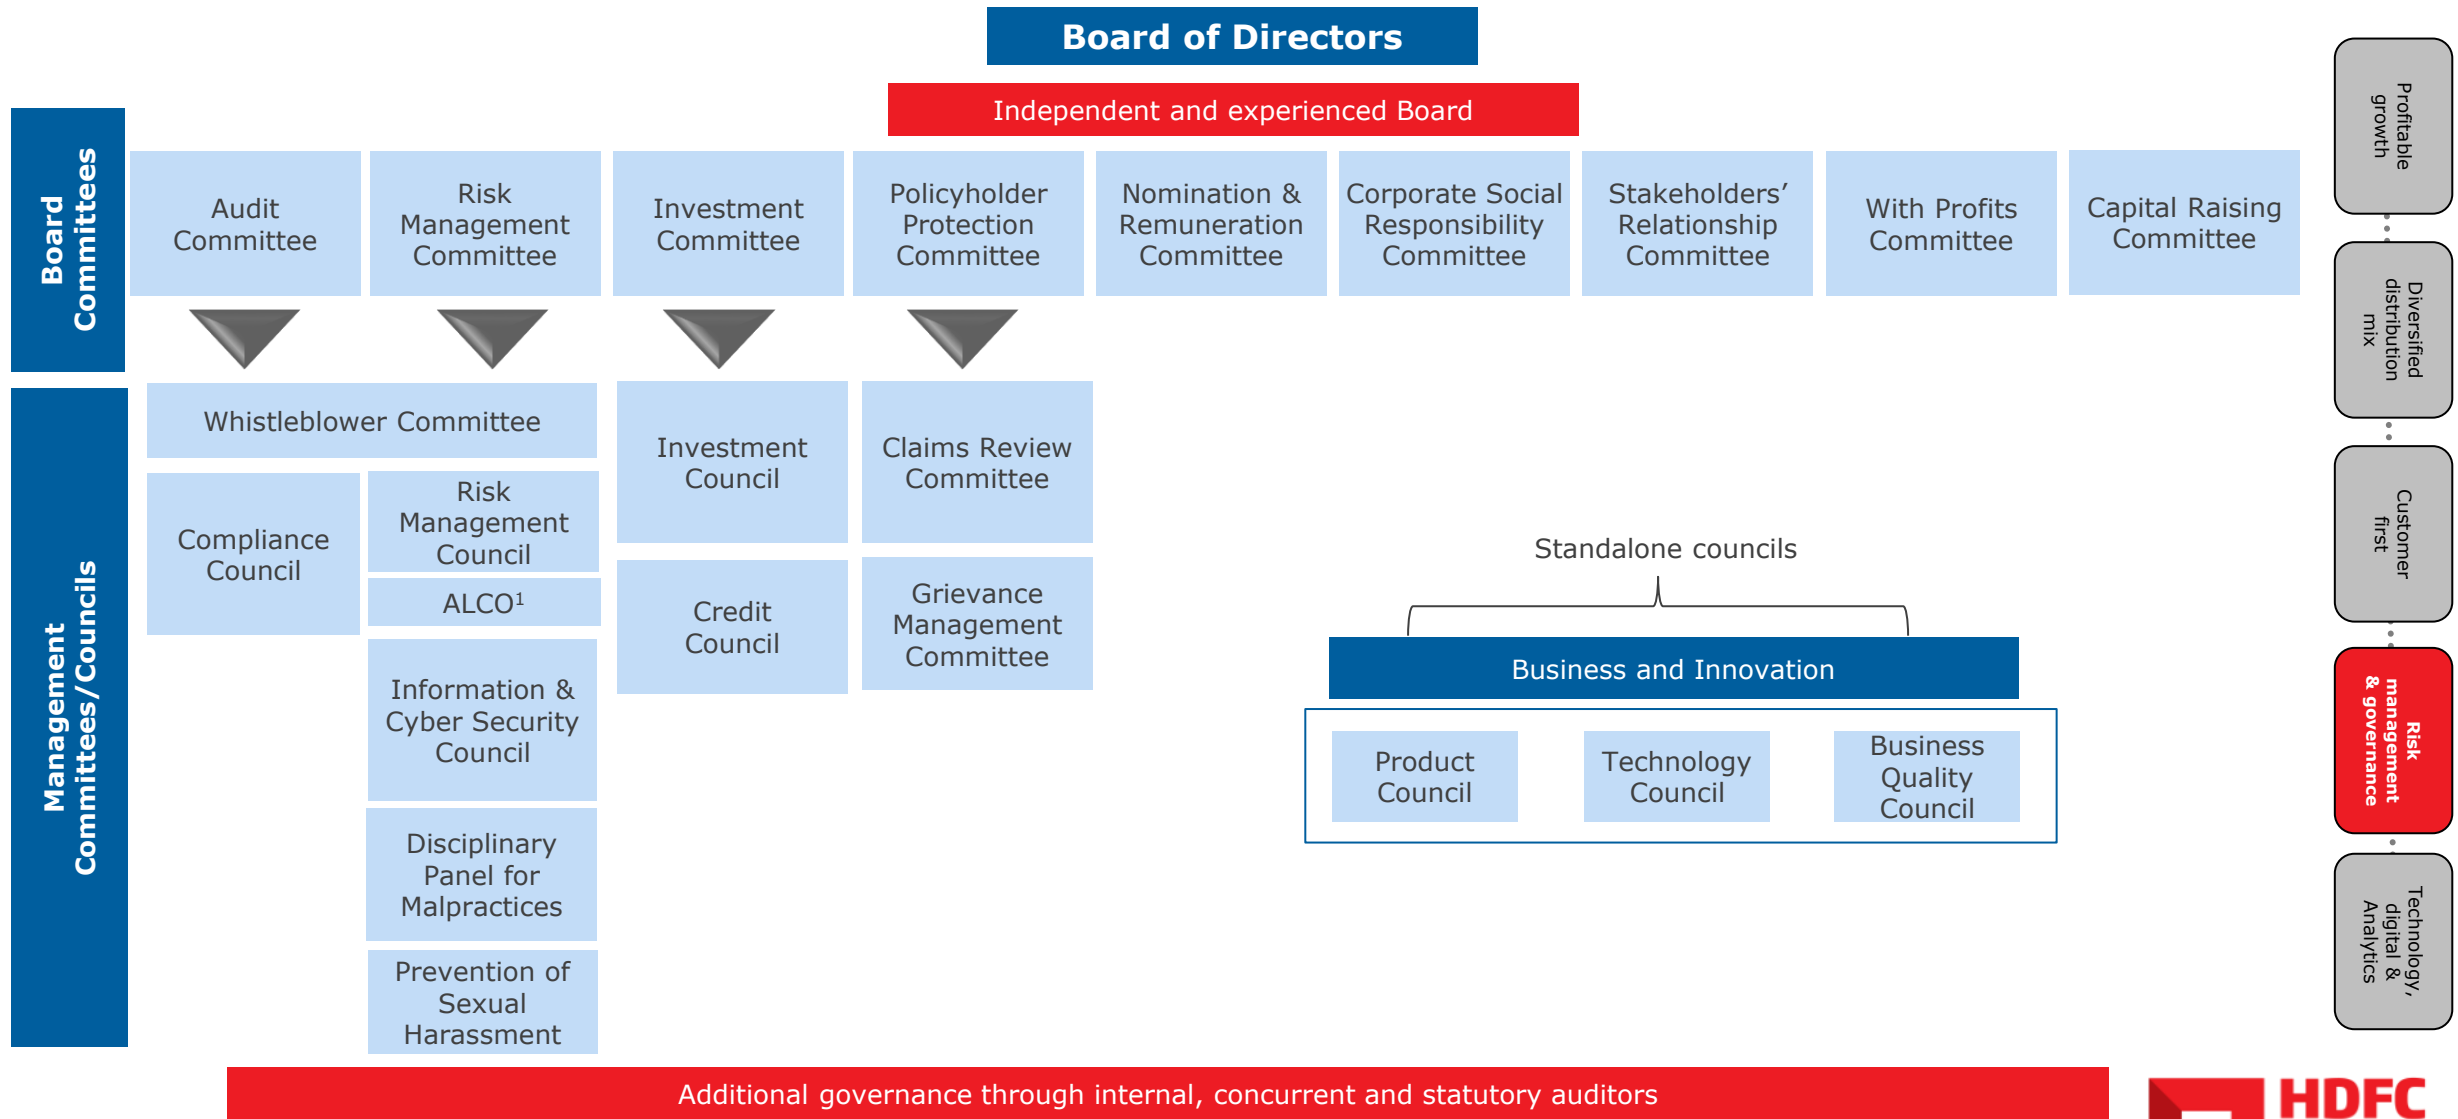 Board of Directors
Independent and experienced Board
Board
Committees
Audit
Committee
Risk
Management
Committee
Investment
Committee
Policyholder
Protection
Committee
Nomination &
Remuneration
Committee
Corporate Social
Responsibility
Committee
Stakeholders’
Relationship
Committee
With Profits
Committee
Capital Raising
Committee
Management
Committees/Councils
Whistleblower Committee
Compliance
Council
Risk
Management
Council
ALCO¹
Information &
Cyber Security
Council
Disciplinary
Panel for
Malpractices
Prevention of
Sexual
Harassment
Investment
Council
Credit
Council
Claims Review
Committee
Grievance
Management
Committee
Standalone councils
Business and Innovation
Product
Council
Technology
Council
Business
Quality
Council
Additional governance through internal, concurrent and statutory auditors
Profitable
growth
Diversified
distribution
mix
Customer
first
Risk
management
& governance
Technology,
digital &
Analytics
HDFC